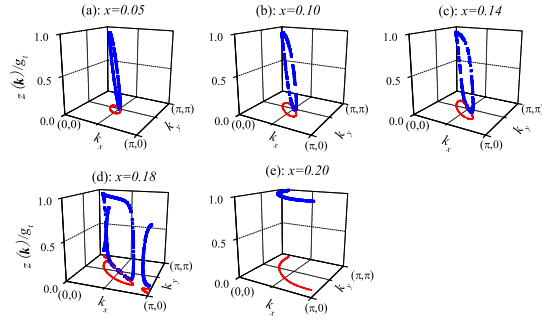 (a): x=0.05
(b): x=0.10
(c): x=0.14
1.0
0.5
0.0
z (k)/g_t
(0,0)
k_x
(π,0)
k_y
(π,π)
1.0
0.5
0.0
(0,0)
k_x
(π,0)
k_y
(π,π)
1.0
0.5
0.0
(0,0)
k_x
(π,0)
k_y
(π,π)
(d): x=0.18
(e): x=0.20
1.0
0.5
0.0
z (k)/g_t
(0,0)
k_x
(π,0)
k_y
(π,π)
1.0
0.5
0.0
(0,0)
k_x
(π,0)
k_y
(π,π)